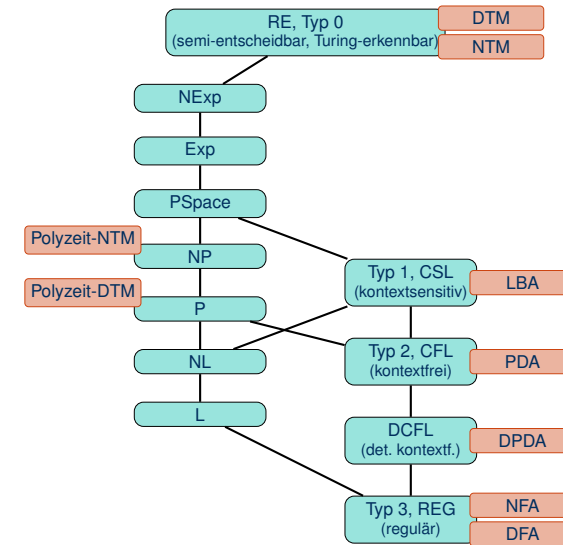 RE, Typ 0
(semi-entscheidbar, Turing-erkennbar)
DTM
NTM
NExp
Exp
PSpace
Polyzeit-NTM
NP
Typ 1, CSL
(kontextsensitiv)
LBA
Polyzeit-DTM
P
NL
Typ 2, CFL
(kontextfrei)
PDA
L
DCFL
(det. kontextf.)
DPDA
Typ 3, REG
(regulär)
NFA
DFA